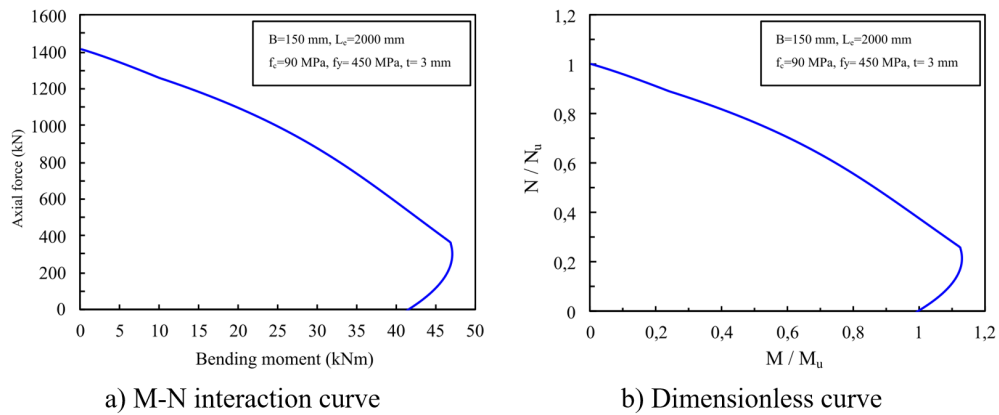 1600
1400
1200
1000
800
600
400
200
0
Axial force (kN)
B=150 mm, Le=2000 mm
fc=90 MPa, fy= 450 MPa, t= 3 mm
0 5 10 15 20 25 30 35 40 45 50
Bending moment (kNm)
a) M-N interaction curve
1,2
1
0,8
0,6
0,4
0,2
0
N / Nu
B=150 mm, Le=2000 mm
fc=90 MPa, fy= 450 MPa, t= 3 mm
0 0,2 0,4 0,6 0,8 1 1,2
M / Mu
b) Dimensionless curve